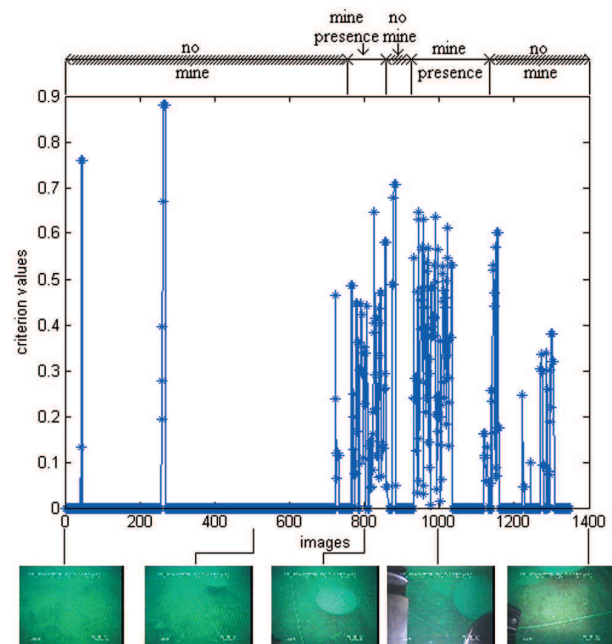 mine
presence
no
mine
no
mine
mine
presence
no
mine
0.9
0.8
0.7
0.6
0.5
0.4
0.3
0.2
0.1
0
criterion values
0 200 400 600 800 1000 1200 1400
images